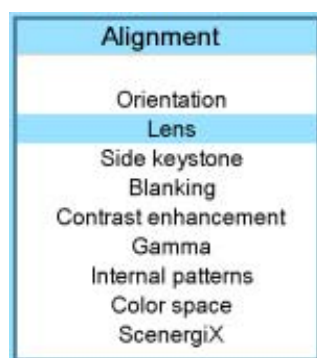 Alignment
Orientation
Lens
Side keystone
Blanking
Contrast enhancement
Gamma
Internal patterns
Color space
ScenergiX